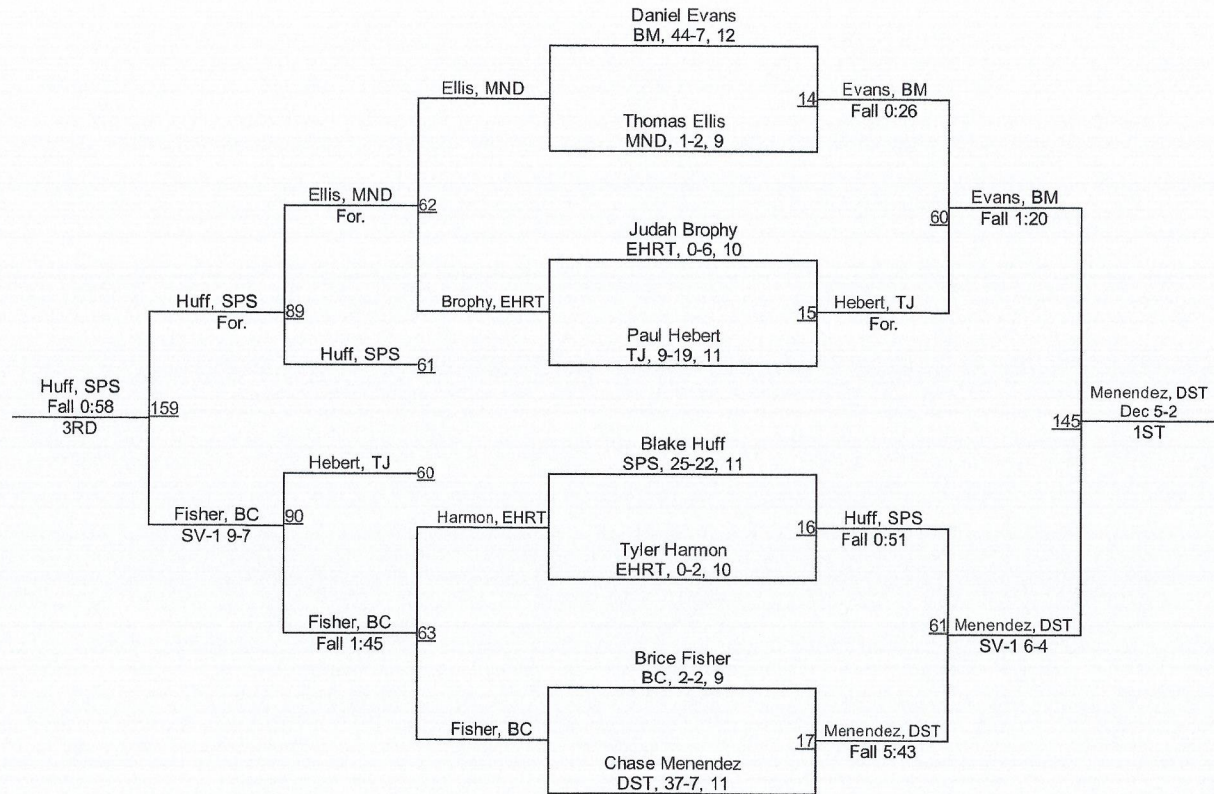 Daniel Evans
BM, 44-7, 12
Ellis, MND
14
Evans, BM
Fall 0:26
Thomas Ellis
MND, 1-2, 9
Ellis, MND
For.
62
60
Evans, BM
Fall 1:20
Judah Brophy
EHRT, 0-6, 10
Huff, SPS
For.
89
Brophy, EHRT
15
Hebert, TJ
For.
Paul Hebert
TJ, 9-19, 11
Huff, SPS
61
Huff, SPS
Fall 0:58
3RD
159
Menendez, DST
Dec 5-2
1ST
145
Blake Huff
SPS, 25-22, 11
Hebert, TJ
60
Fisher, BC
SV-1 9-7
90
Harmon, EHRT
16
Huff, SPS
Fall 0:51
Tyler Harmon
EHRT, 0-2, 10
Fisher, BC
Fall 1:45
63
61
Menendez, DST
SV-1 6-4
Brice Fisher
BC, 2-2, 9
Fisher, BC
17
Menendez, DST
Fall 5:43
Chase Menendez
DST, 37-7, 11